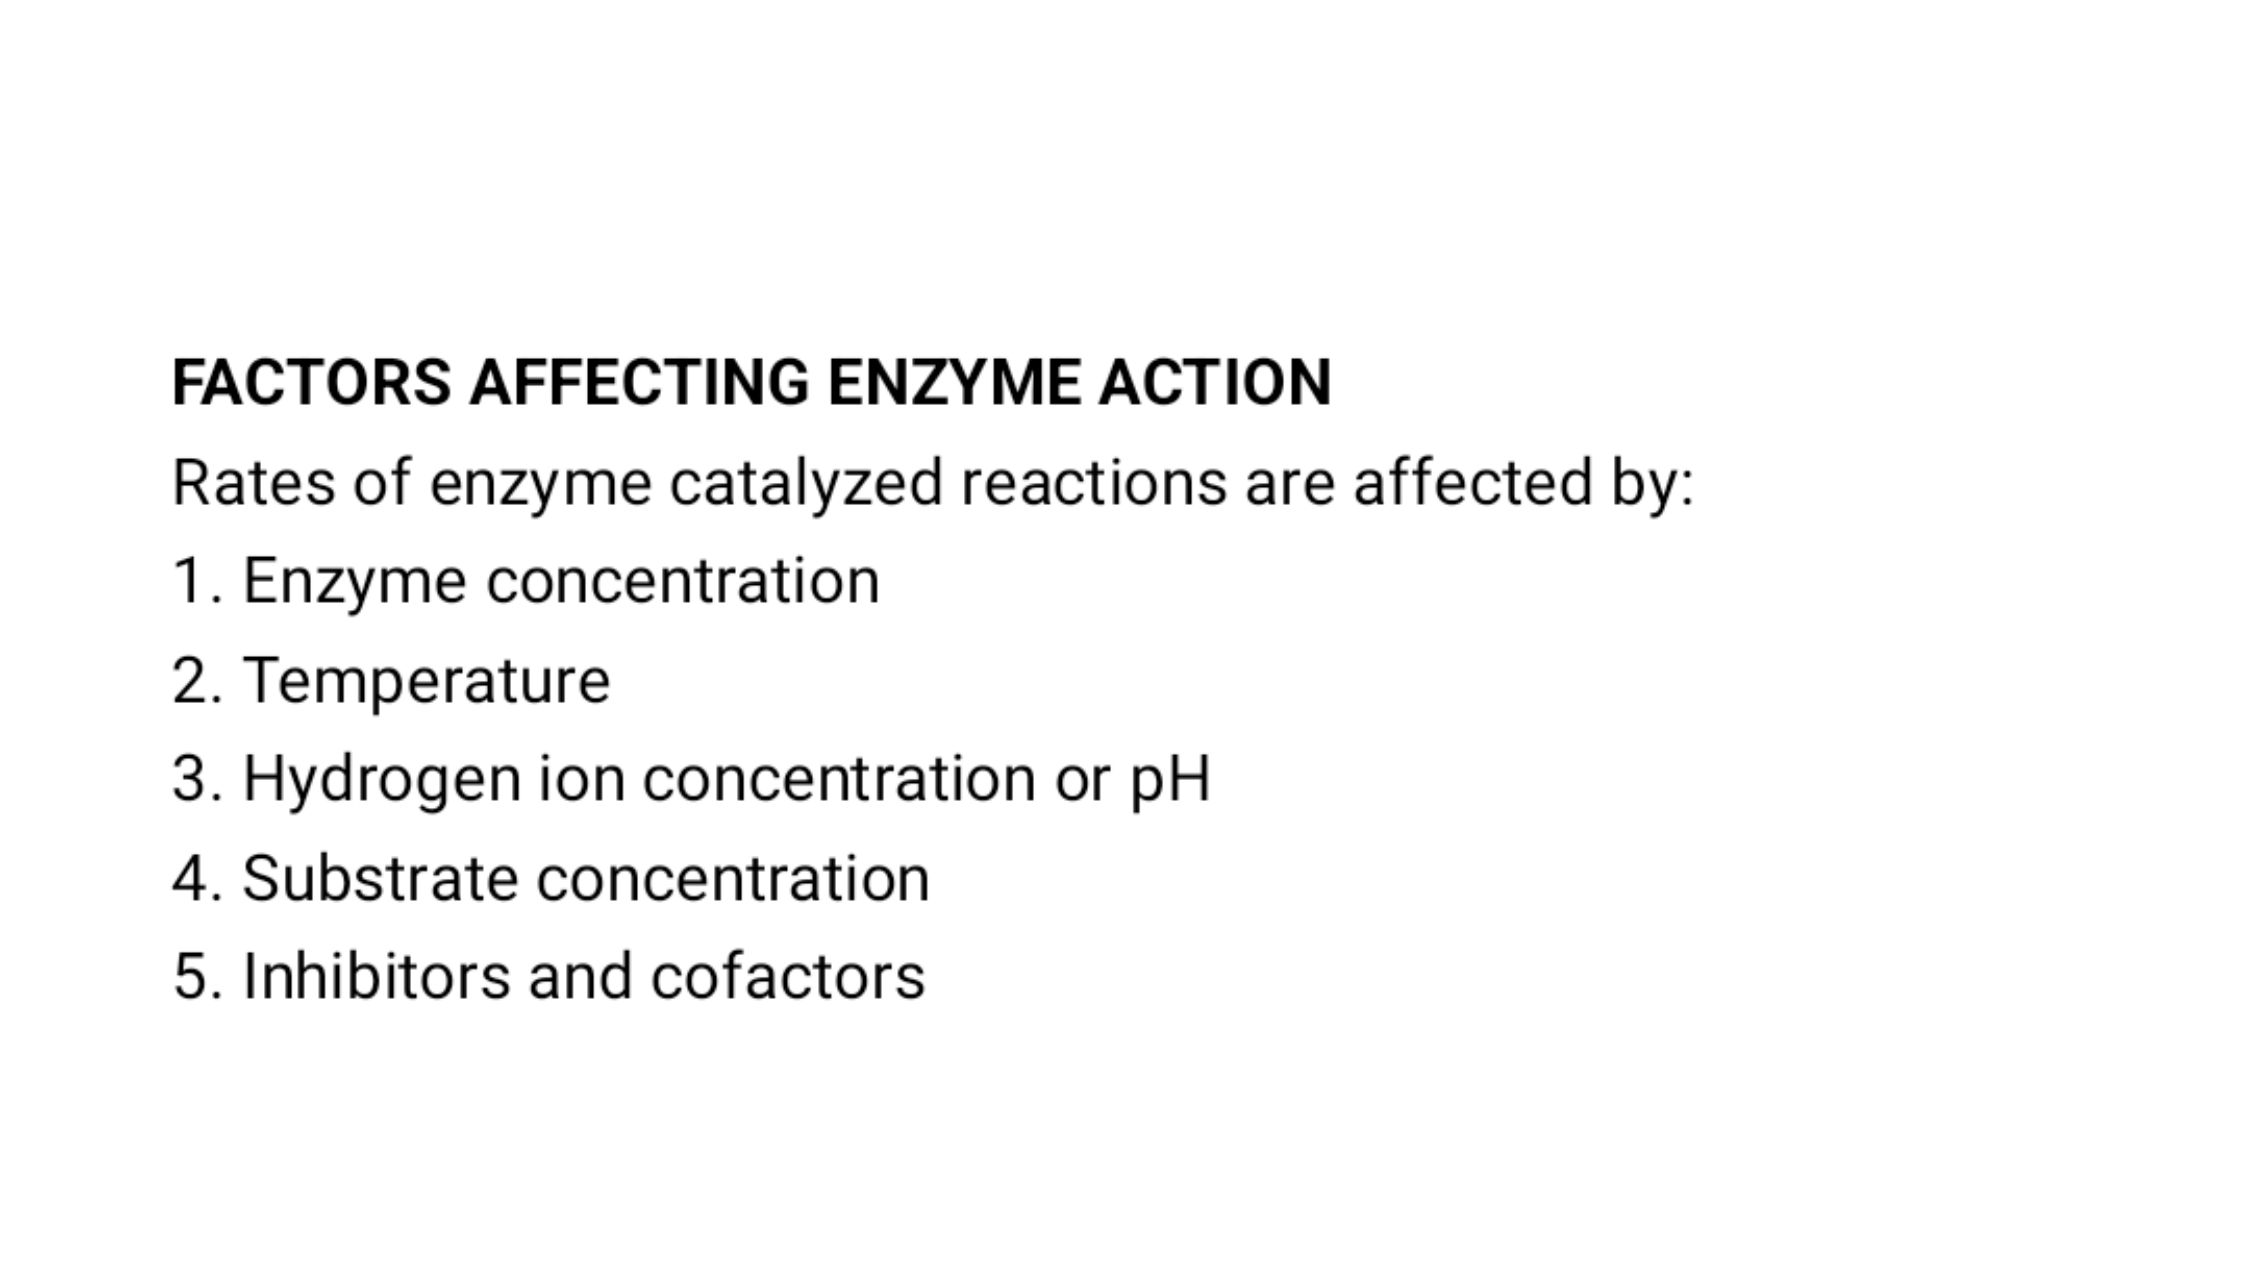 FACTORS AFFECTING ENZYME ACTION
Rates of enzyme catalyzed reactions are affected by:
1. Enzyme concentration
2. Temperature
3. Hydrogen ion concentration or pH
4. Substrate concentration
5. Inhibitors and cofactors